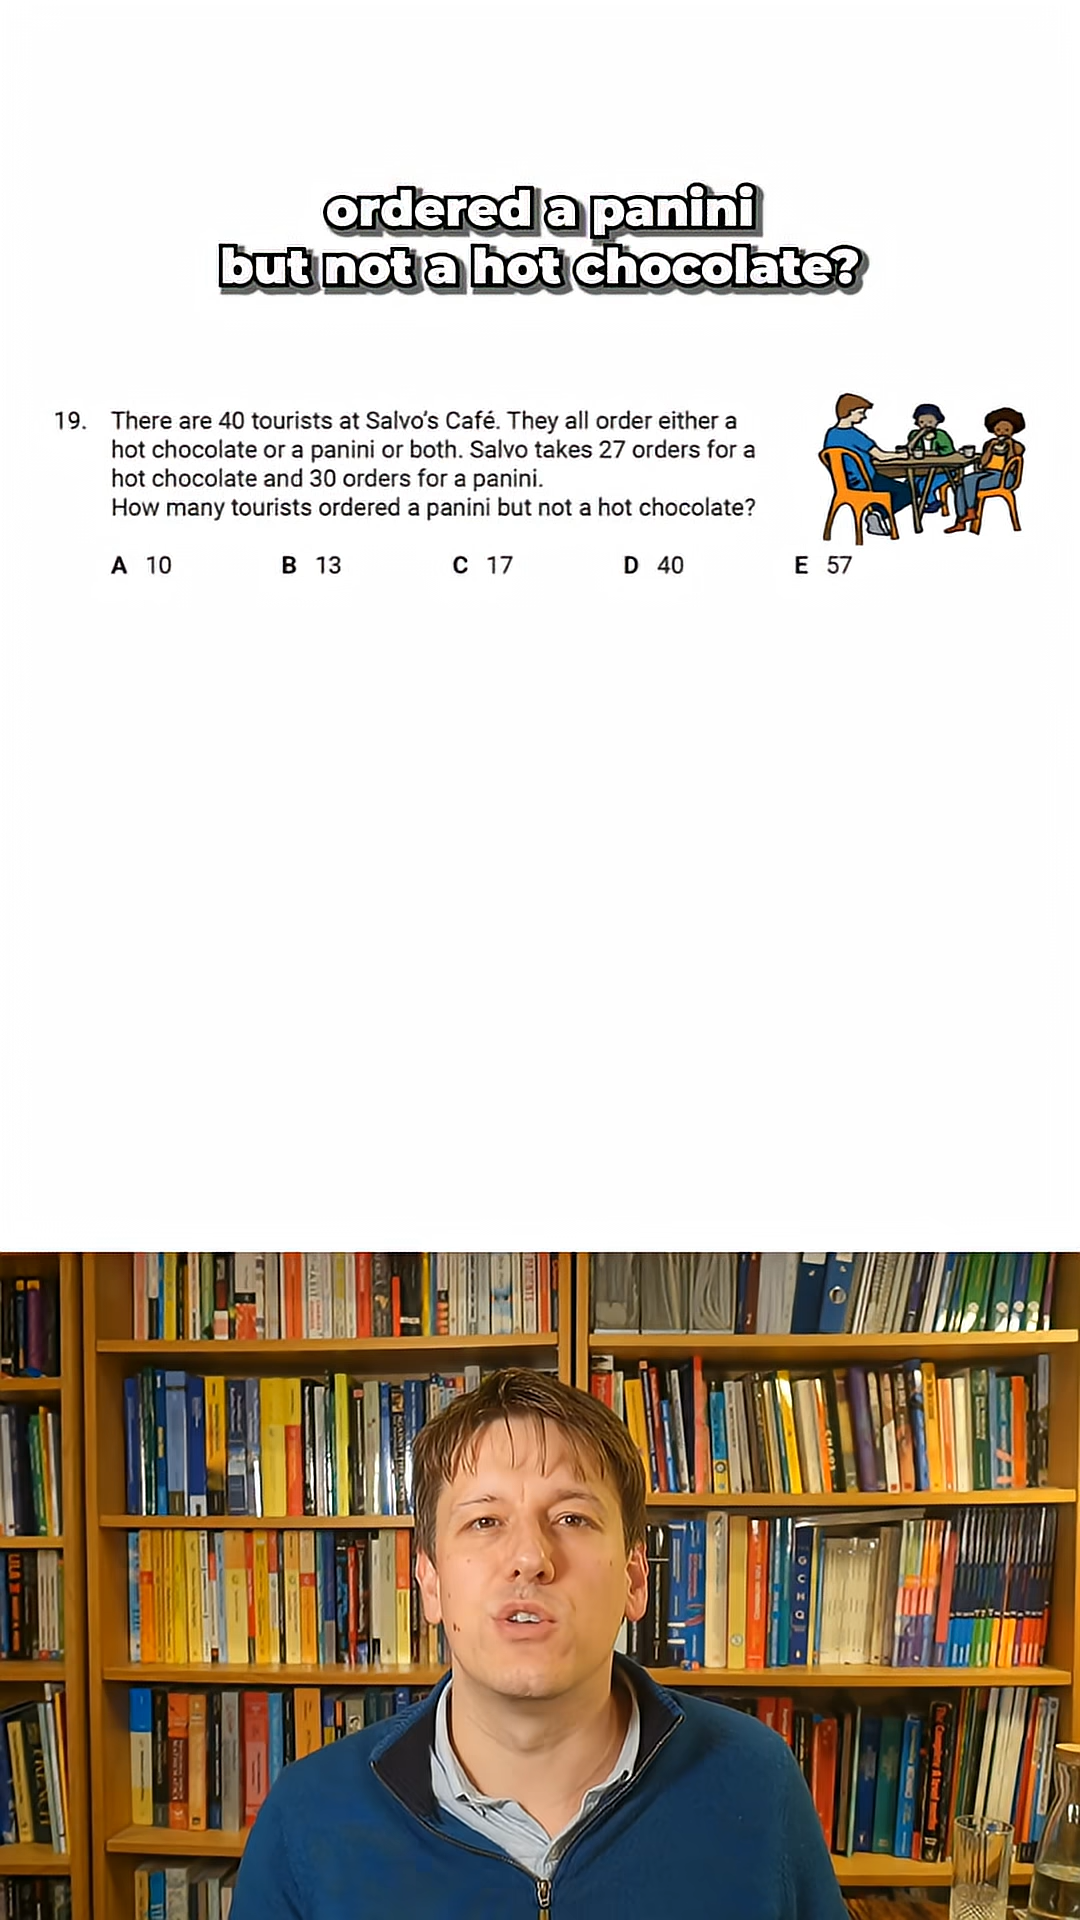 ordered a panini
but not a hot chocolate?
19. There are 40 tourists at Salvo's Café. They all order either a
hot chocolate or a panini or both. Salvo takes 27 orders for a
hot chocolate and 30 orders for a panini.
How many tourists ordered a panini but not a hot chocolate?
A 10 B 13 C 17 D 40 E 57